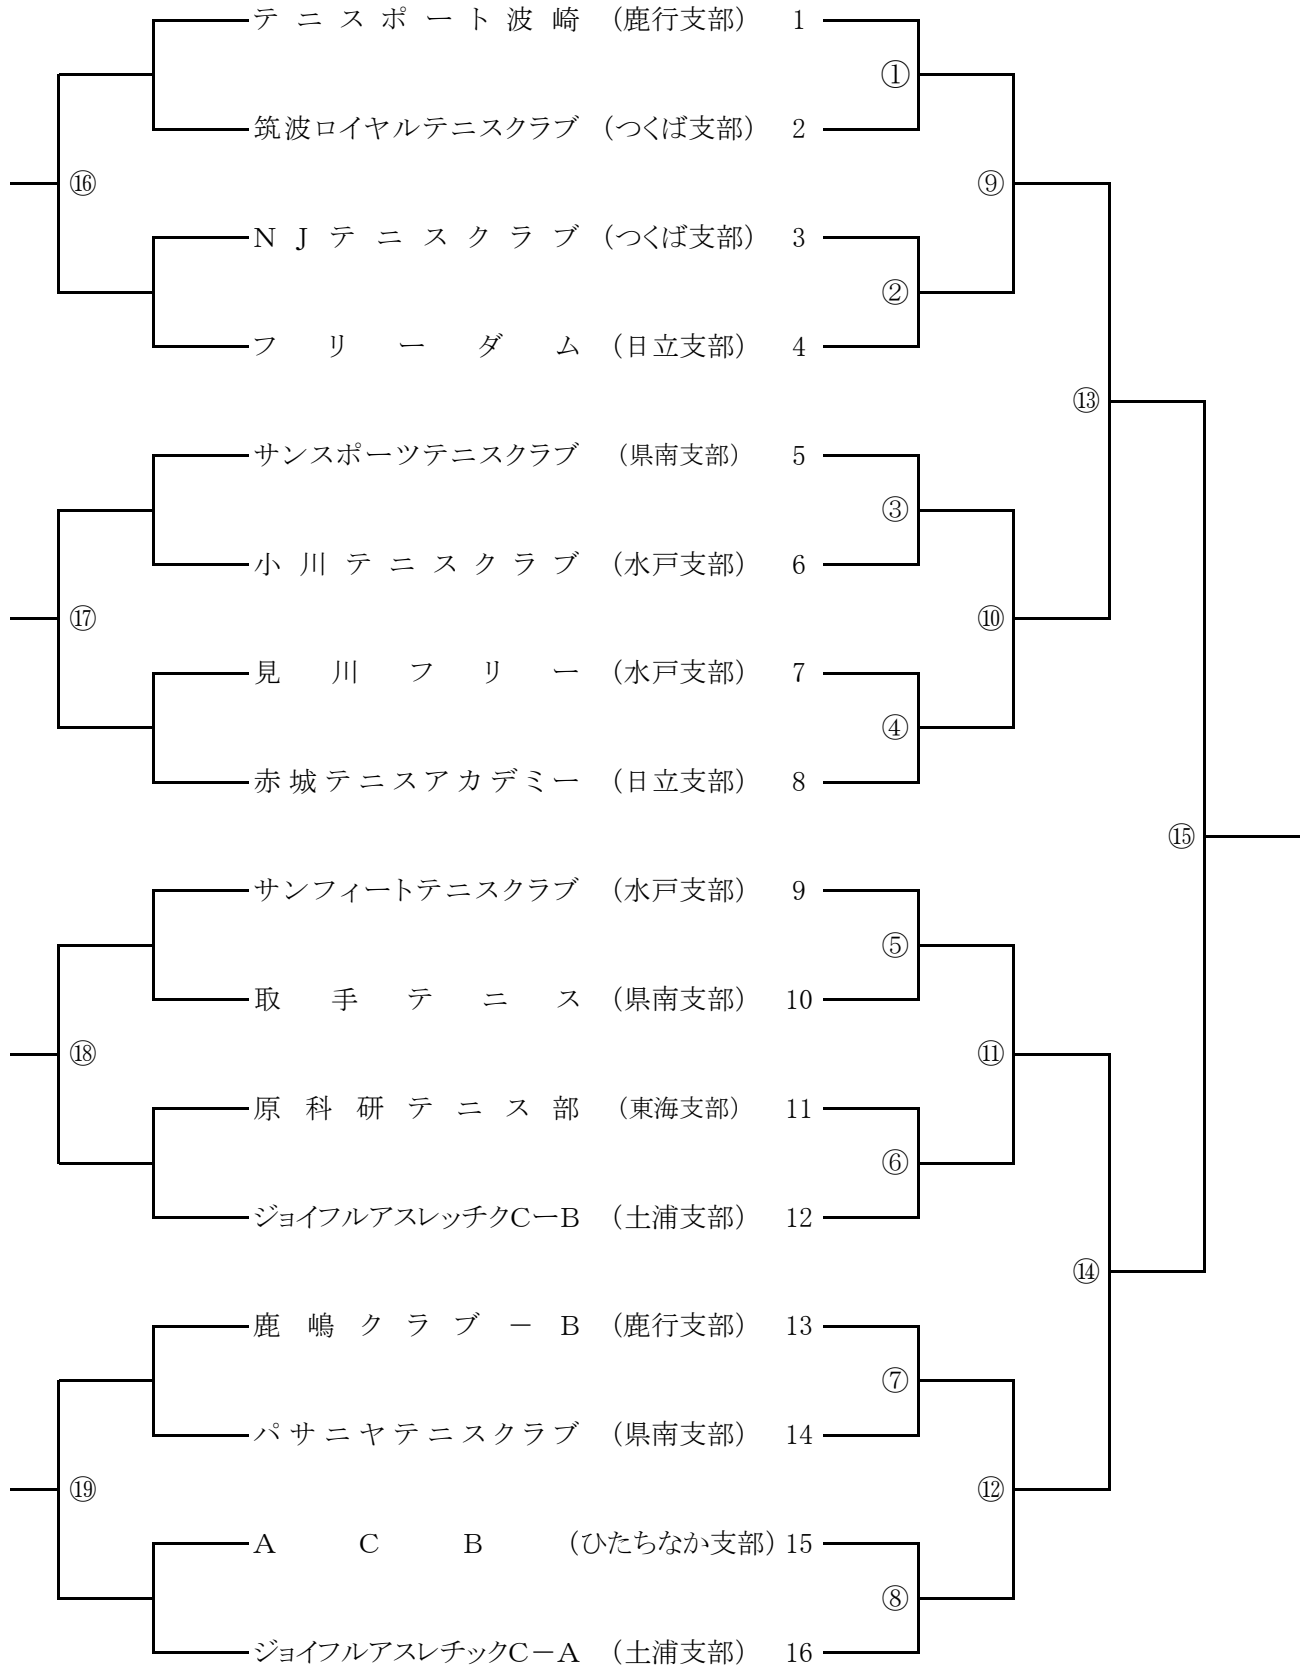 テニスポート波崎 （鹿行支部） 1
①
筑波ロイヤルテニスクラブ （つくば支部） 2
⑯ ⑨
NJテニスクラブ （つくば支部） 3
②
フリーダム （日立支部） 4
⑬
サンスポーツテニスクラブ （県南支部） 5
③
小川テニスクラブ （水戸支部） 6
⑰ ⑩
見川フリー （水戸支部） 7
④
赤城テニスアカデミー （日立支部） 8
⑮
サンフィートテニスクラブ （水戸支部） 9
⑤
取手テニス （県南支部） 10
⑱ ⑪
原科研テニス部 （東海支部） 11
⑥
ジョイフルアスレッチクCーB （土浦支部） 12
⑭
鹿嶋クラブ－B （鹿行支部） 13
⑦
パサニヤテニスクラブ （県南支部） 14
⑲ ⑫
ACB （ひたちなか支部） 15
⑧
ジョイフルアスレチックC－A （土浦支部） 16